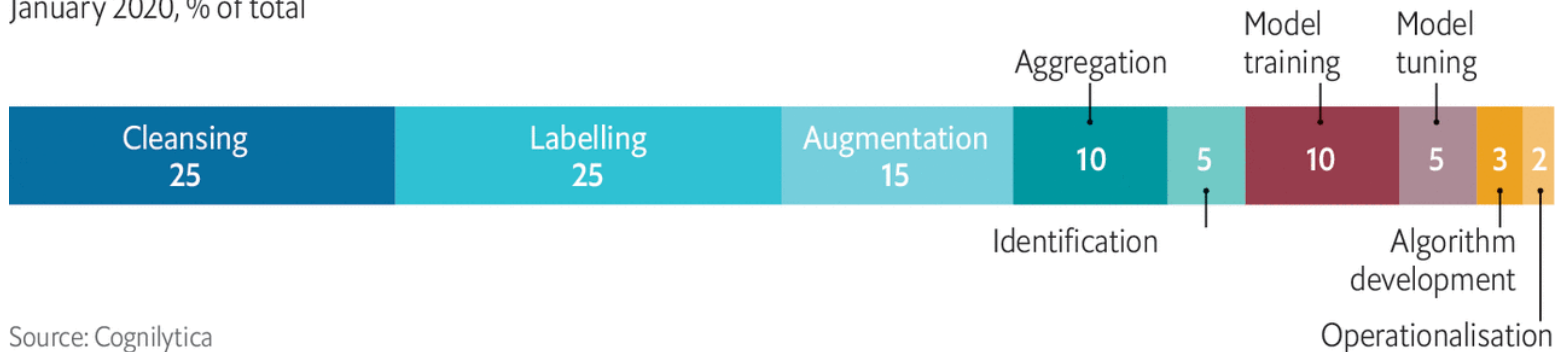 January 2020, % of total
Model
training
Model
tuning
Aggregation
Cleansing
25
Labelling
25
Augmentation
15
10
5
10
5
3
2
Identification
Algorithm
development
Operationalisation
Source: Cognilytica